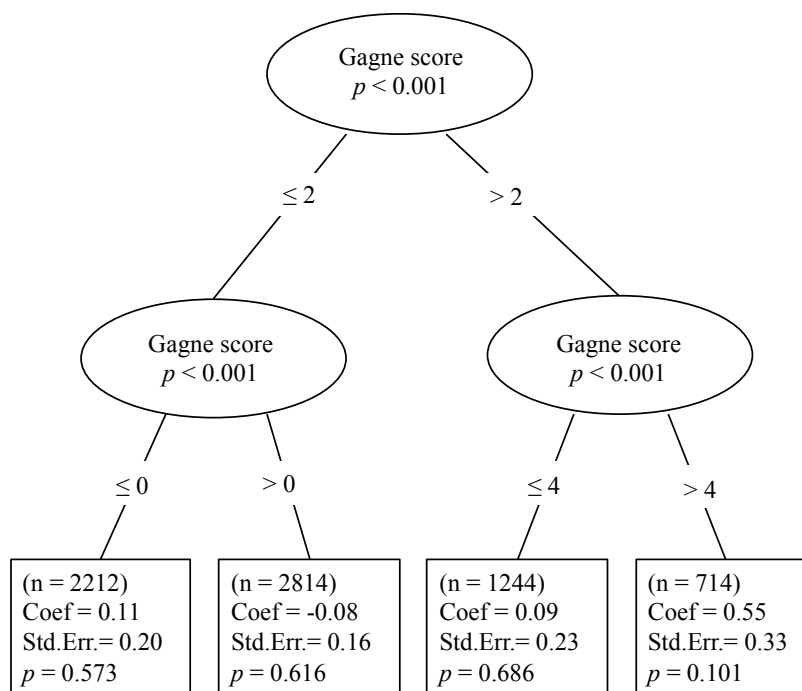 Gagne score
p < 0.001
≤ 2
> 2
Gagne score
p < 0.001
Gagne score
p < 0.001
≤ 0
> 0
≤ 4
> 4
(n = 2212)
Coef = 0.11
Std.Err.= 0.20
p = 0.573
(n = 2814)
Coef = -0.08
Std.Err.= 0.16
p = 0.616
(n = 1244)
Coef = 0.09
Std.Err.= 0.23
p = 0.686
(n = 714)
Coef = 0.55
Std.Err.= 0.33
p = 0.101